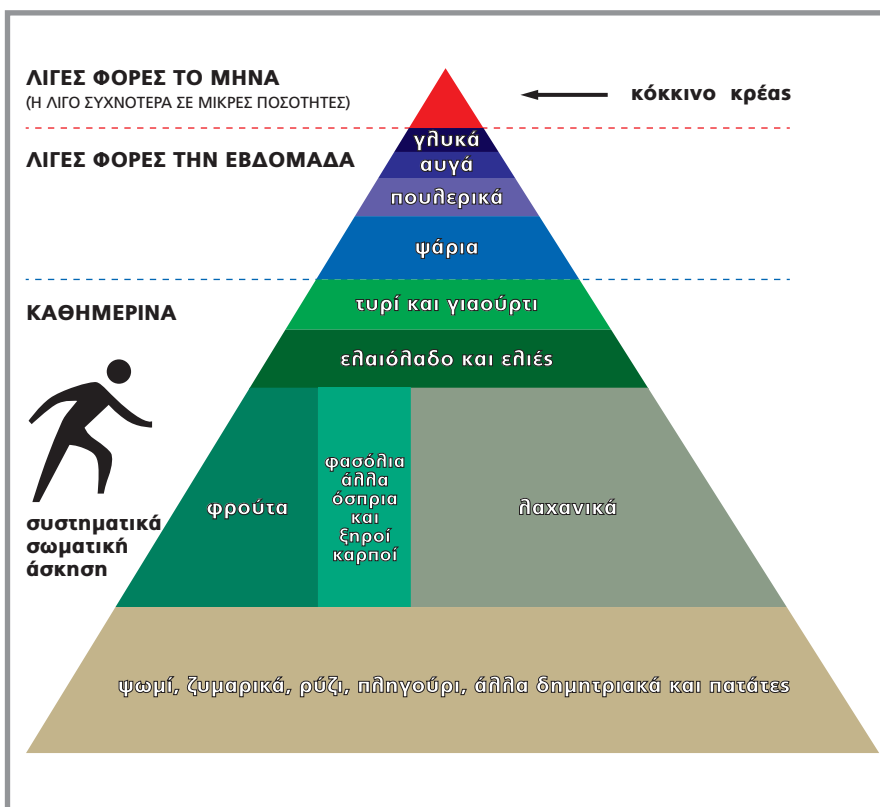 ΛΙΓΕΣ ΦΟΡΕΣ ΤΟ ΜΗΝΑ
(Η ΛΙΓΟ ΣΥΧΝΟΤΕΡΑ ΣΕ ΜΙΚΡΕΣ ΠΟΣΟΤΗΤΕΣ)
κόκκινο κρέας
ΛΙΓΕΣ ΦΟΡΕΣ ΤΗΝ ΕΒΔΟΜΑΔΑ
γλυκά
αυγά
πουλερικά
ψάρια
ΚΑΘΗΜΕΡΙΝΑ
τυρί και γιαούρτι
ελαιόλαδο και ελιές
φρούτα
φασόλια
άλλα
όσπρια
και
ξηροί
καρποί
λαχανικά
συστηματικά
σωματική
άσκηση
ψωμί, ζυμαρικά, ρύζι, πληγούρι, άλλα δημητριακά και πατάτες